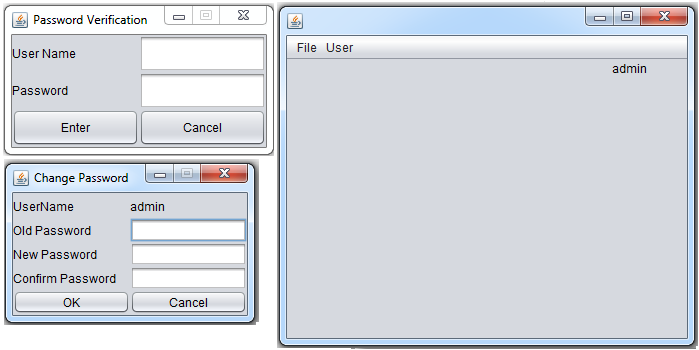 Password Verification
User Name
Password
Enter Cancel
Change Password
UserName admin
Old Password
New Password
Confirm Password
OK Cancel
File User
admin